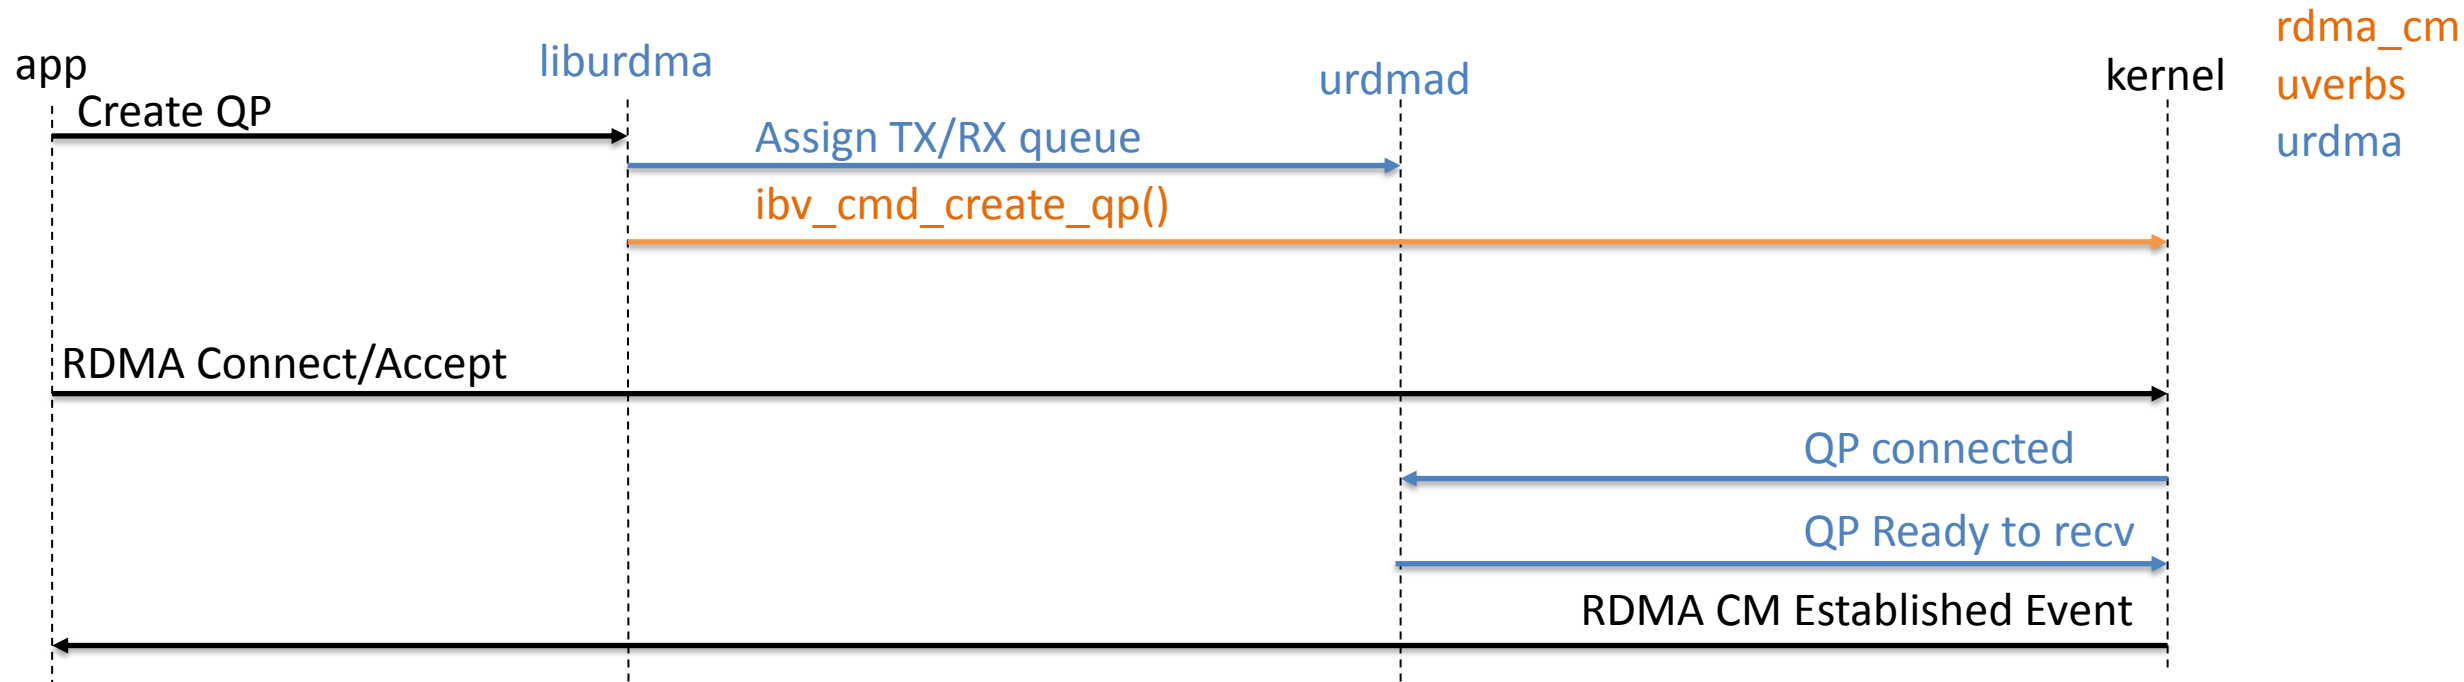 app
liburdma
urdmad
kernel
rdma_cm
uverbs
urdma
Create QP
Assign TX/RX queue
ibv_cmd_create_qp()
RDMA Connect/Accept
QP connected
QP Ready to recv
RDMA CM Established Event